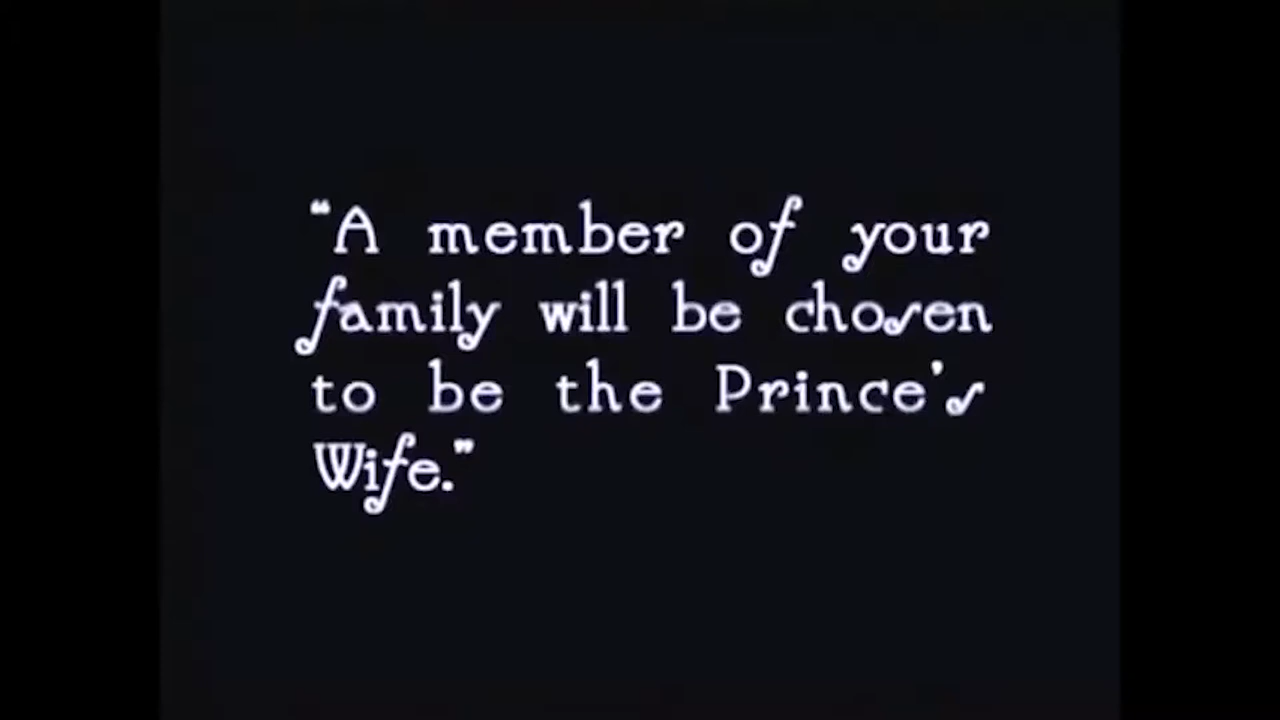 “A member of your
family will be chosen
to be the Prince's
Wife.”